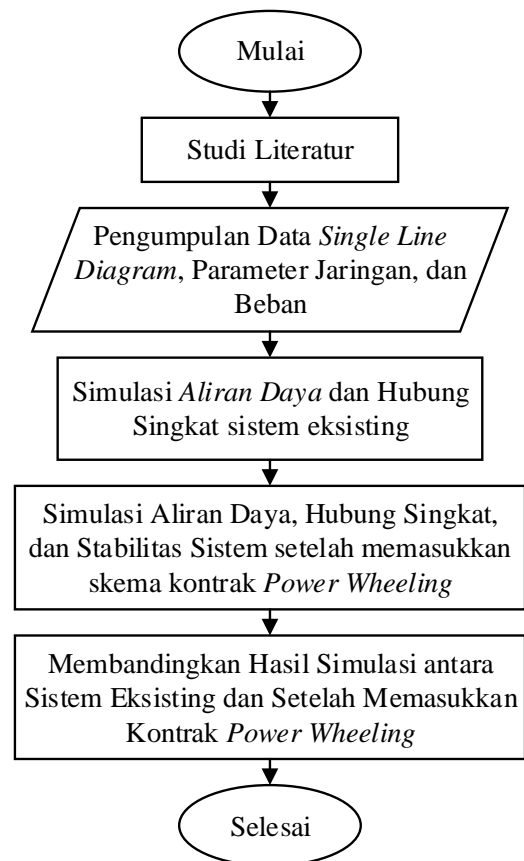 Mulai
Studi Literatur
Pengumpulan Data Single Line
Diagram, Parameter Jaringan, dan
Beban
Simulasi Aliran Daya dan Hubung
Singkat sistem eksisting
Simulasi Aliran Daya, Hubung Singkat,
dan Stabilitas Sistem setelah memasukkan
skema kontrak Power Wheeling
Membandingkan Hasil Simulasi antara
Sistem Eksisting dan Setelah Memasukkan
Kontrak Power Wheeling
Selesai